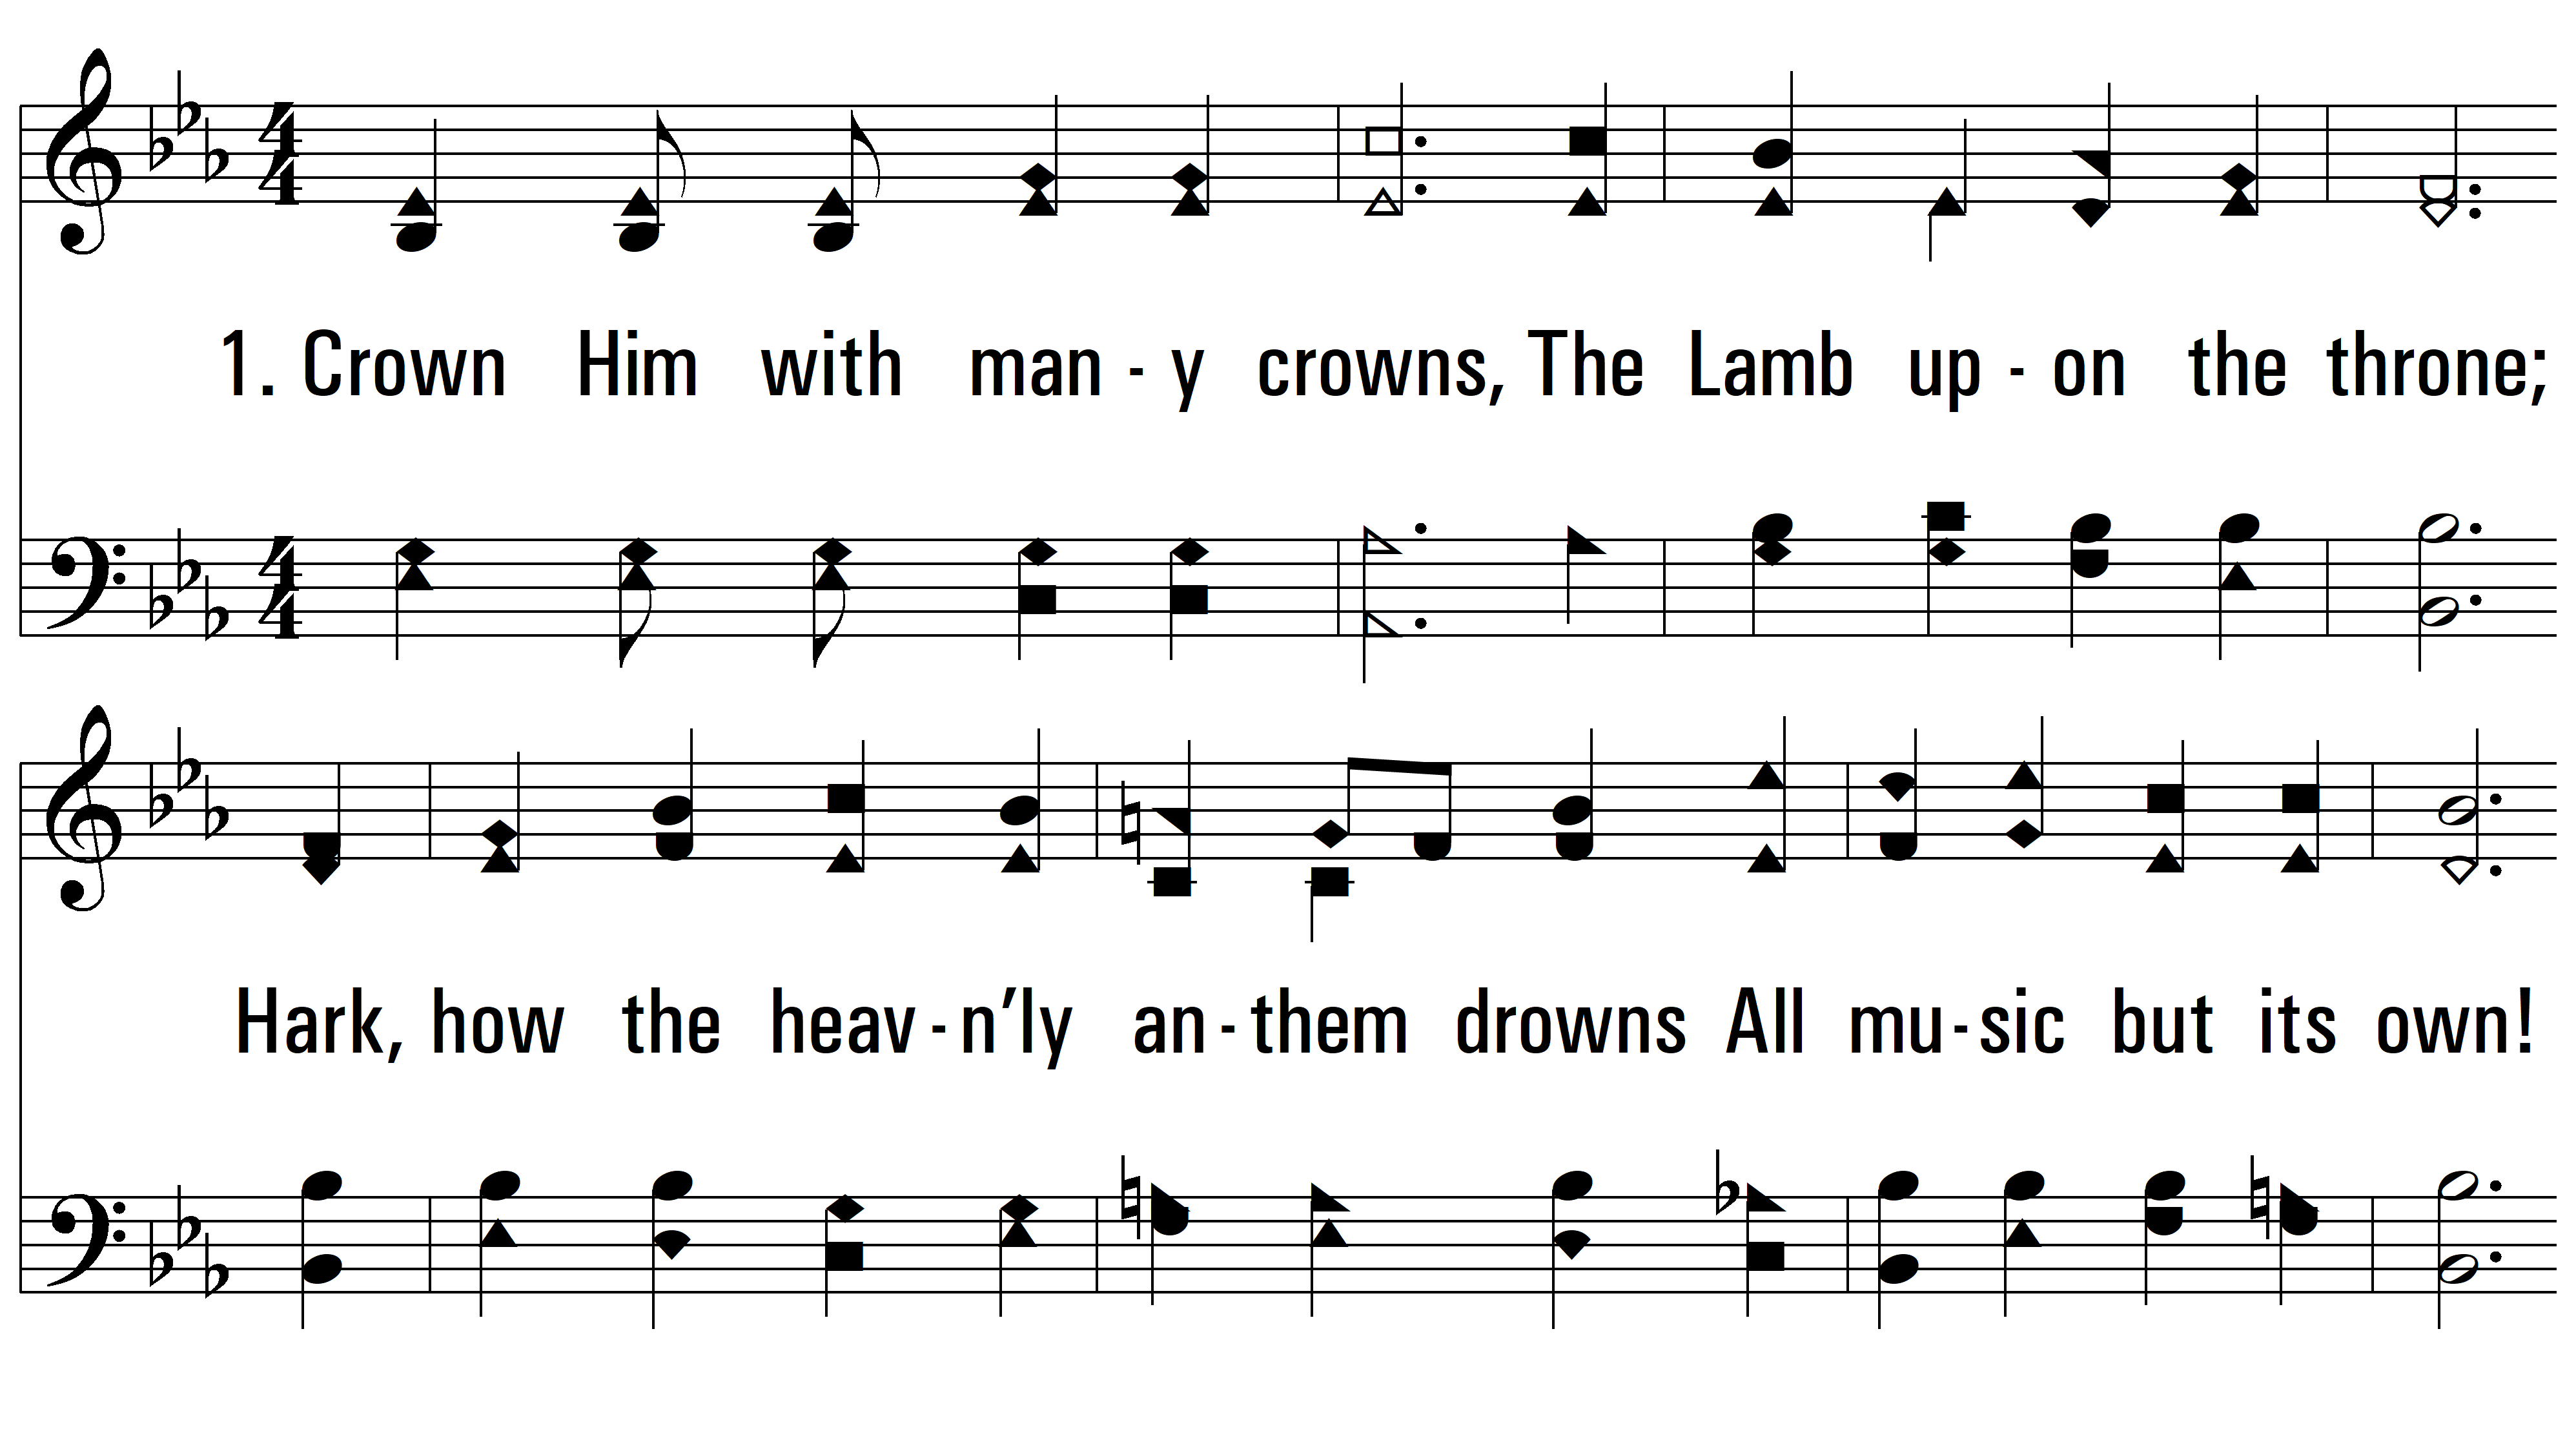 1. Crown Him with man - y crowns, The Lamb up - on the throne;
Hark, how the heav - n’ly an - them drowns All mu - sic but its own!